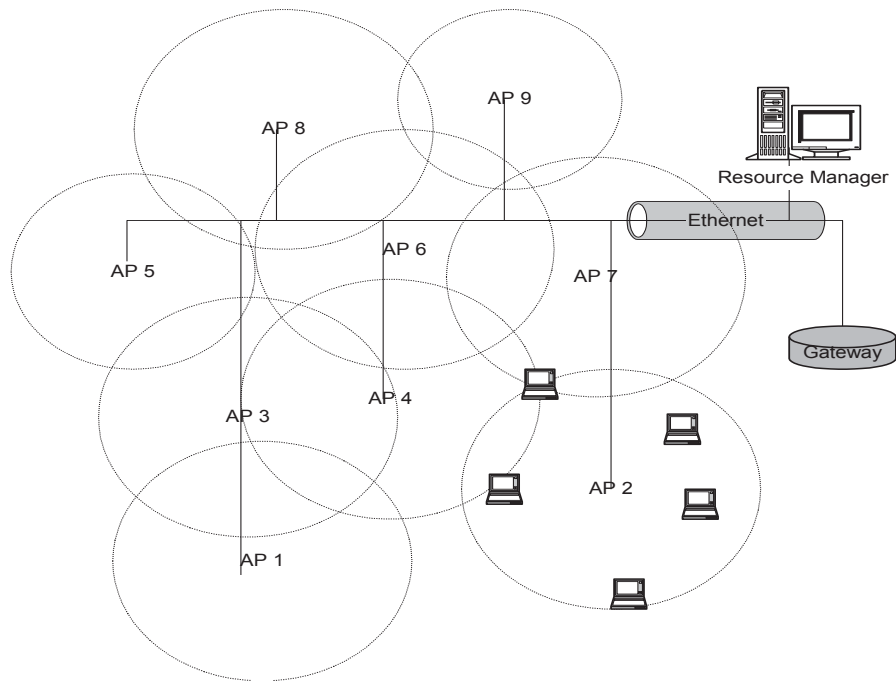 AP 9
AP 8
Resource Manager
Ethernet
AP 6
AP 5
AP 7
Gateway
AP 4
AP 3
AP 2
AP 1